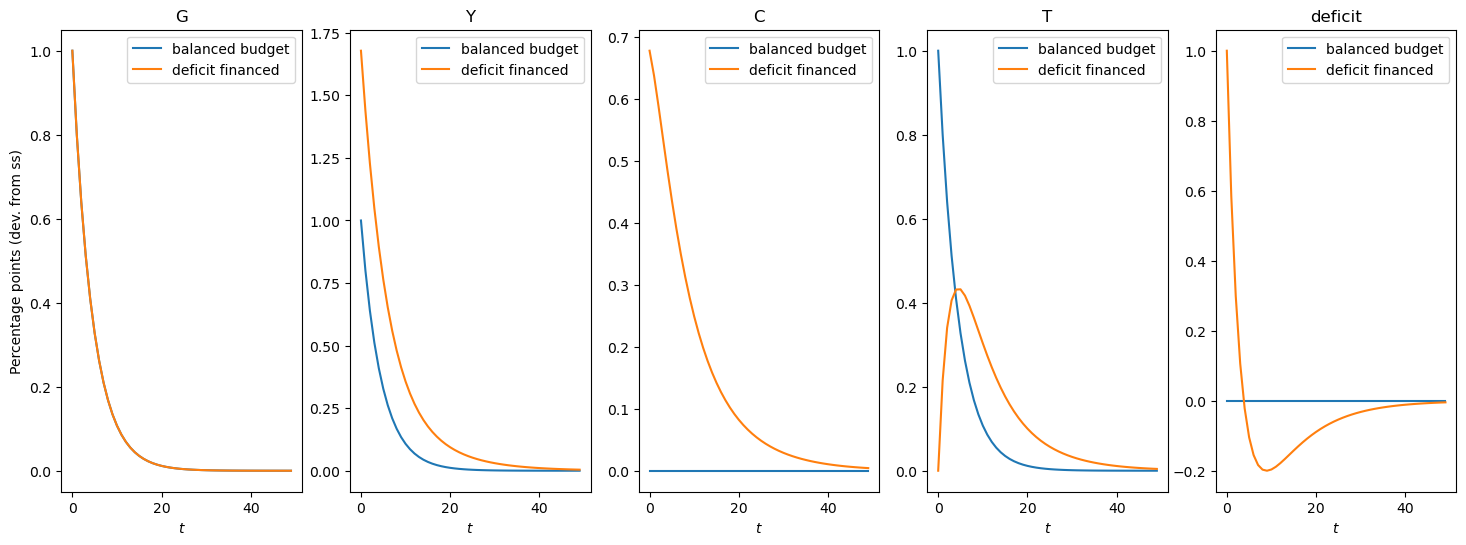 G
Y
C
T
deficit
Percentage points (dev. from ss)
1.0
0.8
0.6
0.4
0.2
0.0
0
20
40
t
balanced budget
deficit financed
1.75
1.50
1.25
1.00
0.75
0.50
0.25
0.00
0
20
40
t
balanced budget
deficit financed
0.7
0.6
0.5
0.4
0.3
0.2
0.1
0.0
0
20
40
t
balanced budget
deficit financed
1.0
0.8
0.6
0.4
0.2
0.0
0
20
40
t
balanced budget
deficit financed
1.0
0.8
0.6
0.4
0.2
0.0
−0.2
0
20
40
t
balanced budget
deficit financed